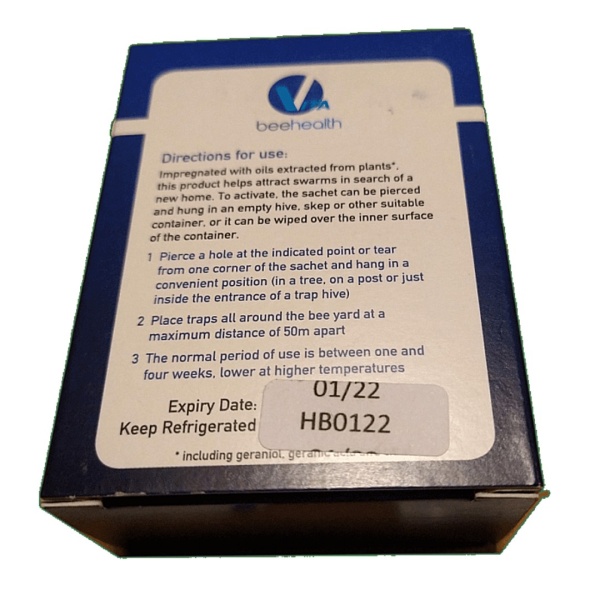 VITA
beehealth
Directions for use:
Impregnated with oils extracted from plants*,
this product helps attract swarms in search of a
new home. To activate, the sachet can be pierced
and hung in an empty hive, skep or other suitable
container, or it can be wiped over the inner surface
of the container.
1 Pierce a hole at the indicated point or tear
from one corner of the sachet and hang in a
convenient position (in a tree, on a post or just
inside the entrance of a trap hive)
2 Place traps all around the bee yard at a
maximum distance of 50m apart
3 The normal period of use is between one and
four weeks, lower at higher temperatures
01/22
Expiry Date:
Keep Refrigerated HB0122
* including geraniol,